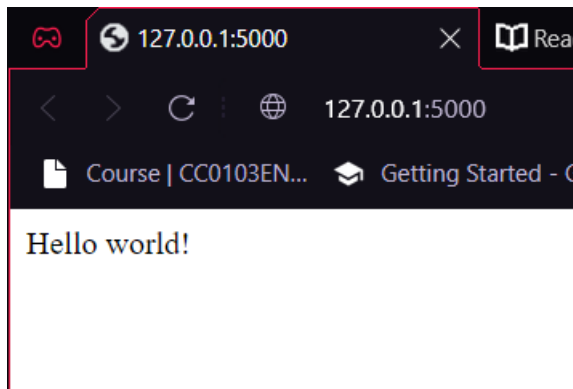 127.0.0.1:5000 Rea
127.0.0.1:5000
Course | CC0103EN... Getting Started - C
Hello world!